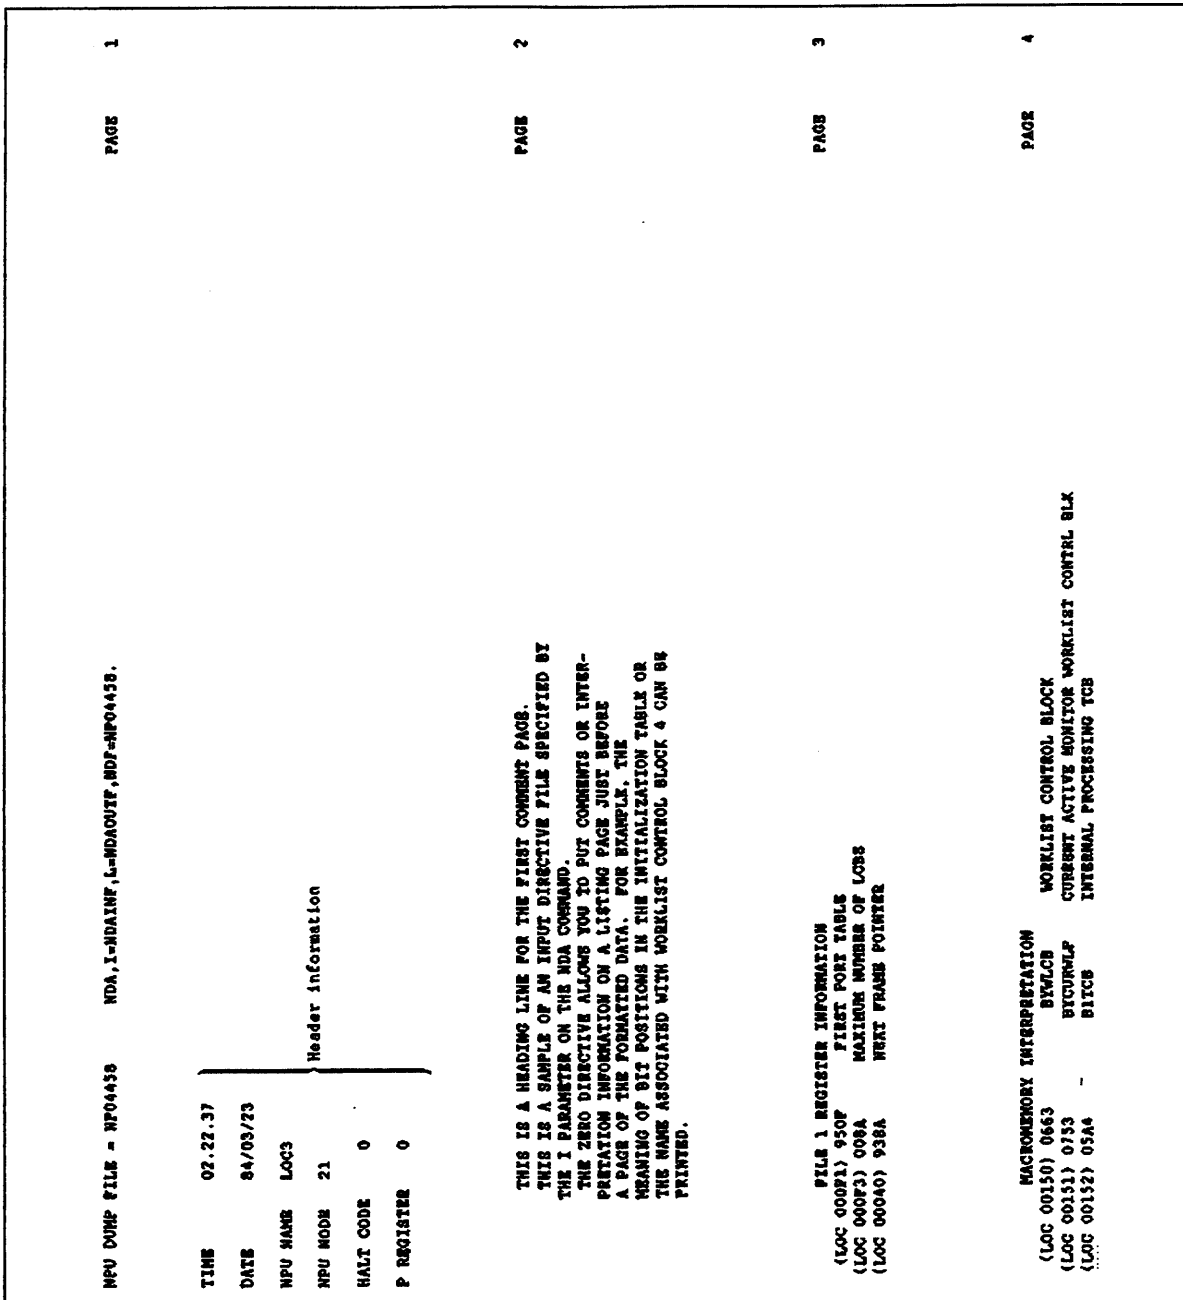 NPU DUMP FILE = NP04458 NDA,I=NDAINF,L=NDAOUTF,NDF=NP04458. PAGE 1
TIME 02.22.37
DATE 84/03/23
NPU NAME LOC3
NPU NODE 21
Header information
HALT CODE 0
P REGISTER 0
PAGE 2
THIS IS A HEADING LINE FOR THE FIRST COMMENT PAGE.
THIS IS A SAMPLE OF AN INPUT DIRECTIVE FILE SPECIFIED BY
THE I PARAMETER ON THE NDA COMMAND.
THE ZERO DIRECTIVE ALLOWS YOU TO PUT COMMENTS OR INTER-
PRETATION INFORMATION ON A LISTING PAGE JUST BEFORE
A PAGE OF THE FORMATTED DATA. FOR EXAMPLE, THE
MEANING OF BIT POSITIONS IN THE INITIALIZATION TABLE OR
THE NAME ASSOCIATED WITH WORKLIST CONTROL BLOCK 4 CAN BE
PRINTED.
PAGE 3
FILE 1 REGISTER INFORMATION
(LOC 000F1) 950F FIRST PORT TABLE
(LOC 000F3) 008A MAXIMUM NUMBER OF LCBS
(LOC 00040) 938A NEXT FRAME POINTER
PAGE 4
MACROMEMORY INTERPRETATION
(LOC 00150) 0663 BYWLCB WORKLIST CONTROL BLOCK
(LOC 00151) 0753 BYCURWLP CURRENT ACTIVE MONITOR WORKLIST CONTRL BLK
(LOC 00152) 05A4 - BITCB INTERNAL PROCESSING TCB